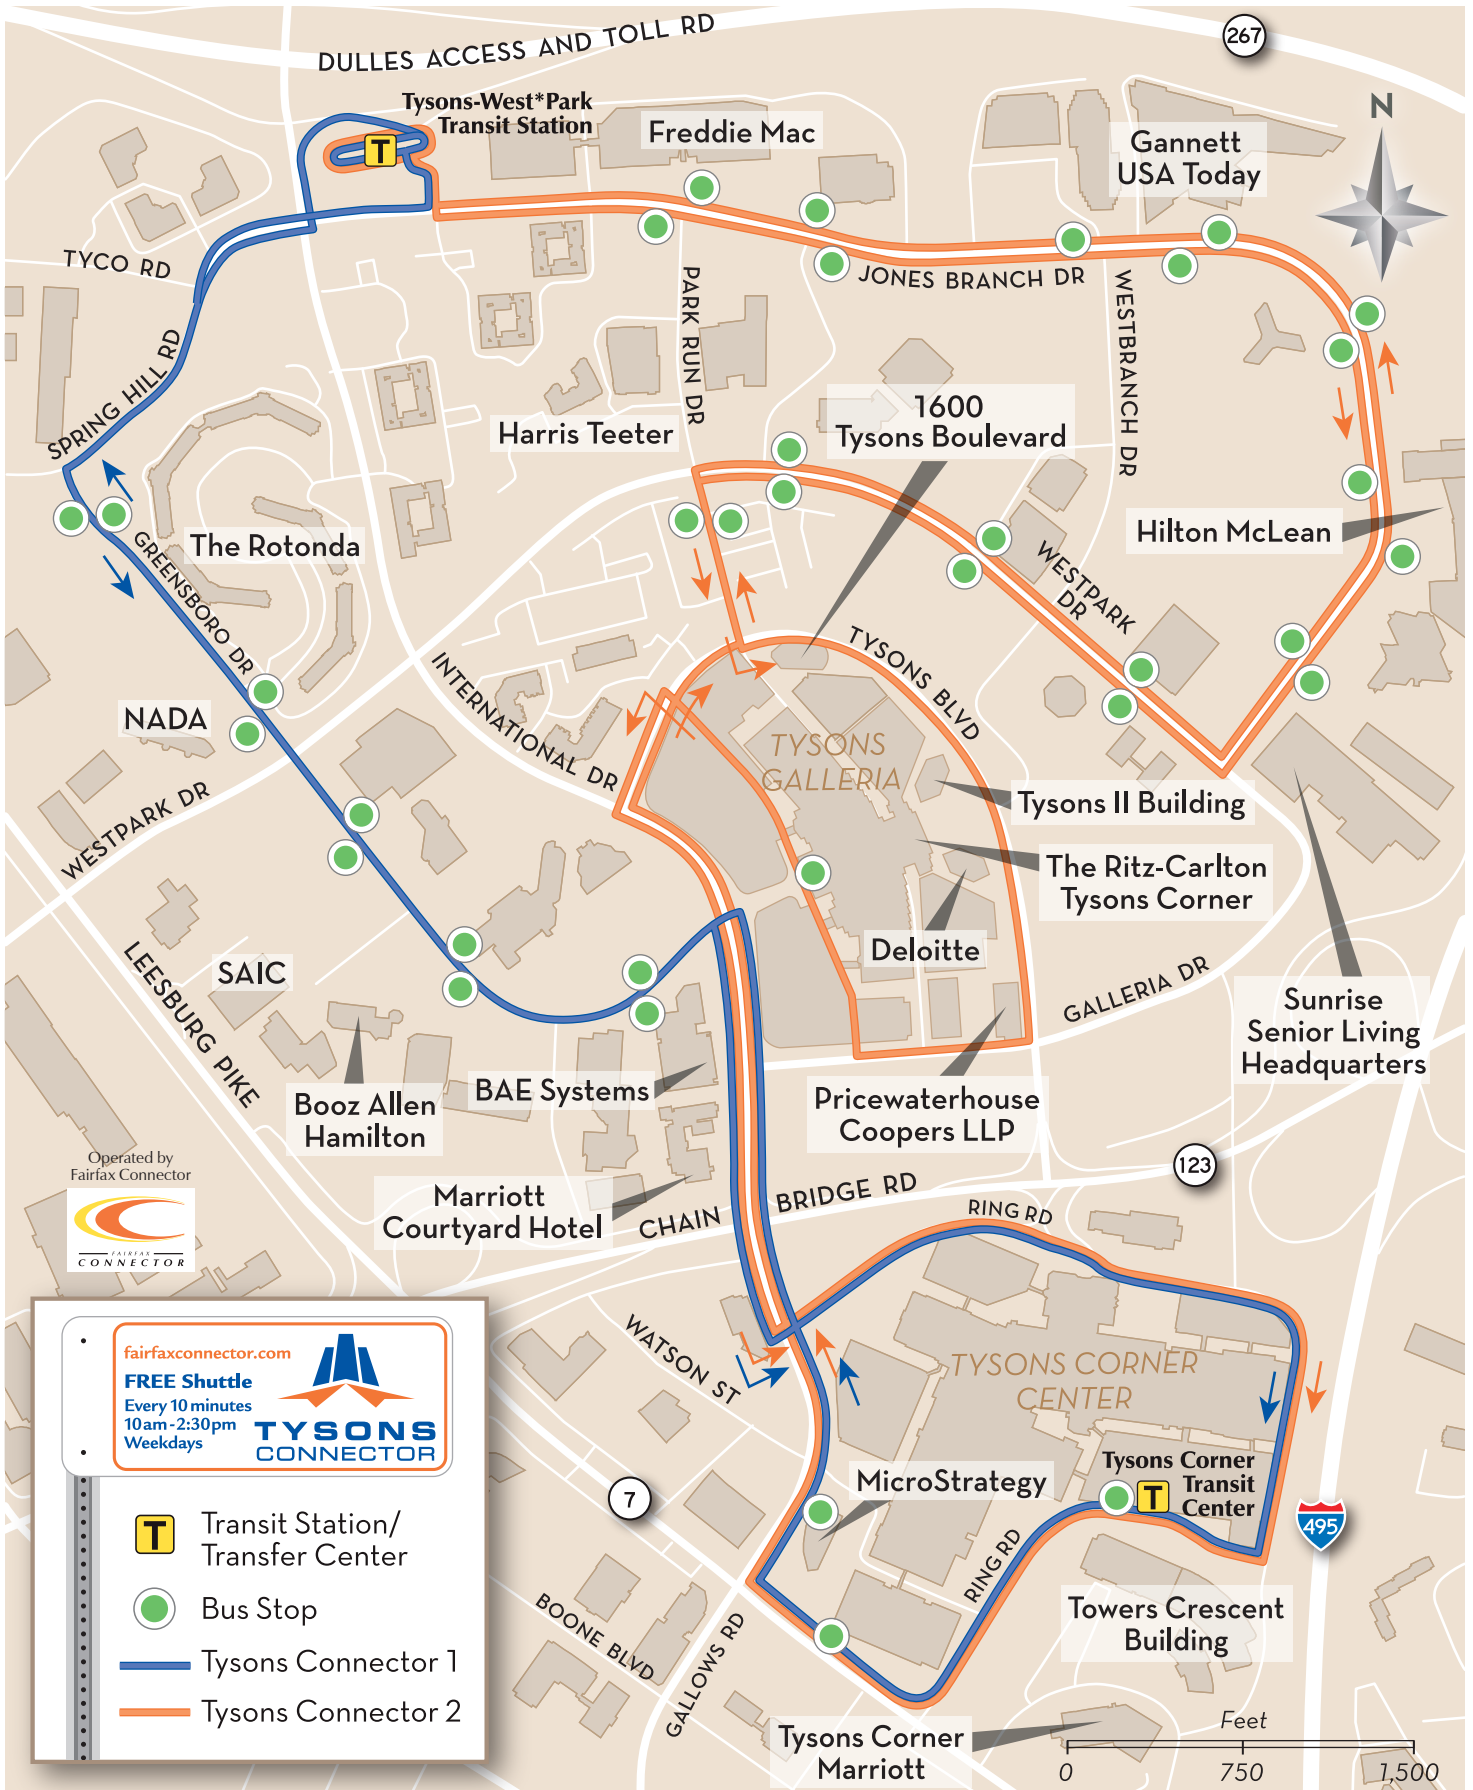 DULLES ACCESS AND TOLL RD
267
Tysons-West*Park
Transit Station
T
Freddie Mac
Gannett
USA Today
N
TYCO RD
JONES BRANCH DR
PARK RUN DR
WESTBRANCH DR
SPRING HILL RD
Harris Teeter
1600
Tysons Boulevard
The Rotonda
Hilton McLean
GREENSBORO DR
WESTPARK
DR
TYSONS BLVD
INTERNATIONAL DR
NADA
TYSONS
GALLERIA
Tysons II Building
WESTPARK DR
The Ritz-Carlton
Tysons Corner
Deloitte
SAIC
LEESBURG PIKE
GALLERIA DR
Sunrise
Senior Living
Headquarters
Booz Allen
Hamilton
BAE Systems
Pricewaterhouse
Coopers LLP
Operated by
Fairfax Connector
FAIRFAX
CONNECTOR
123
Marriott
Courtyard Hotel
CHAIN BRIDGE RD
RING RD
WATSON ST
TYSONS CORNER
CENTER
fairfaxconnector.com
FREE Shuttle
Every 10 minutes
10am-2:30pm
Weekdays
TYSONS
CONNECTOR
Tysons Corner
Transit
Center
T
MicroStrategy
7
495
T
Transit Station/
Transfer Center
Bus Stop
Tysons Connector 1
Tysons Connector 2
RING RD
BOONE BLVD
GALLOWS RD
Towers Crescent
Building
Tysons Corner
Marriott
Feet
0 750 1,500